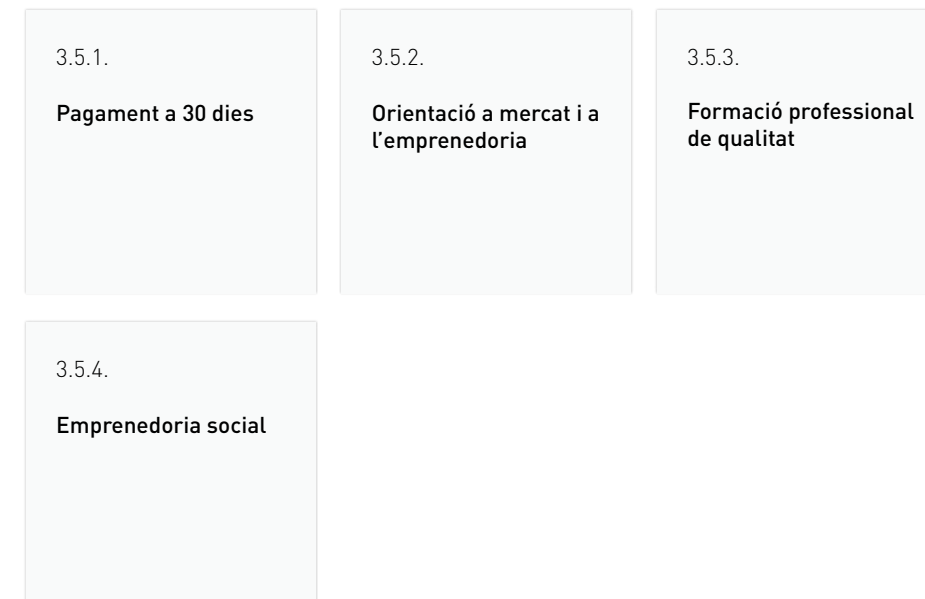 3.5.1.
Pagament a 30 dies
3.5.2.
Orientació a mercat i a
l’emprenedoria
3.5.3.
Formació professional
de qualitat
3.5.4.
Emprenedoria social